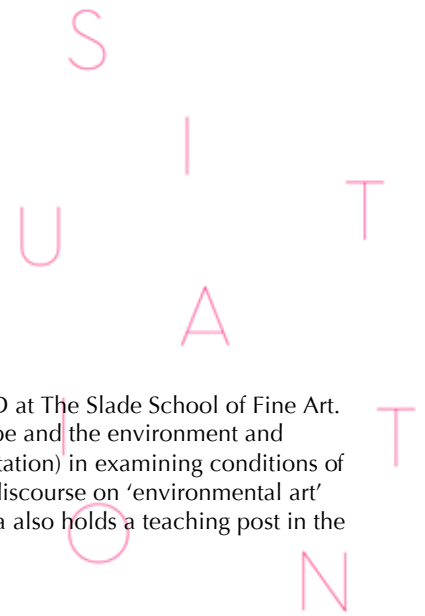 S
I
U T
A
D at The Slade School of Fine Art.
pe and the environment and
I T
tation) in examining conditions of
discourse on ‘environmental art’
a also holds a teaching post in the
O
N